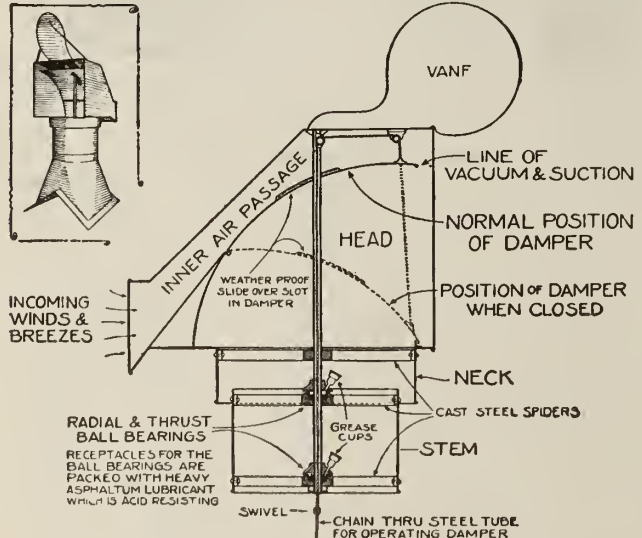 VANE
LINE OF
VACUUM & SUCTION
INNER AIR PASSAGE
NORMAL POSITION
OF DAMPER
HEAD
WEATHER PROOF
SLIDE OVER SLOT
IN DAMPER
POSITION OF DAMPER
WHEN CLOSED
INCOMING
WINDS &
BREEZES
NECK
CAST STEEL SPIDERS
RADIAL & THRUST
BALL BEARINGS
GREASE
CUPS
STEM
RECEPTACLES FOR THE
BALL BEARINGS ARE
PACKED WITH HEAVY
ASPHALTUM LUBRICANT
WHICH IS ACID RESISTING
SWIVEL
CHAIN THRU STEEL TUBE
FOR OPERATING DAMPER